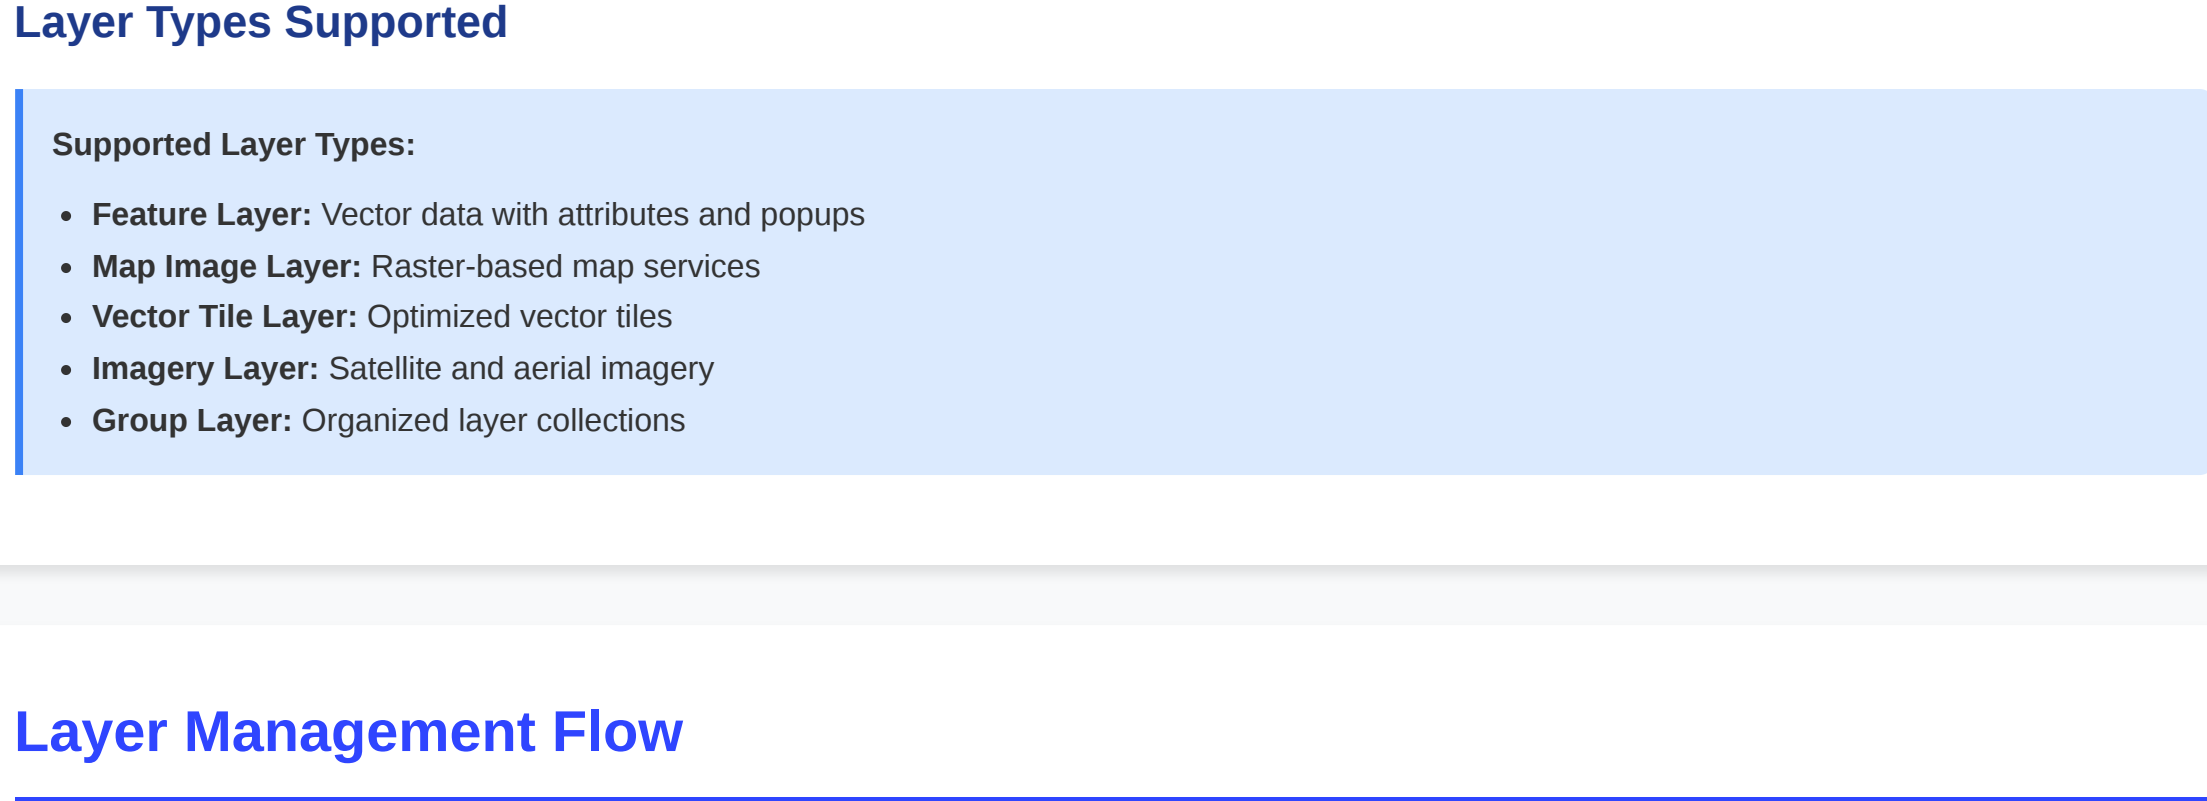 Layer Types Supported
Supported Layer Types:
• Feature Layer: Vector data with attributes and popups
• Map Image Layer: Raster-based map services
• Vector Tile Layer: Optimized vector tiles
• Imagery Layer: Satellite and aerial imagery
• Group Layer: Organized layer collections
Layer Management Flow